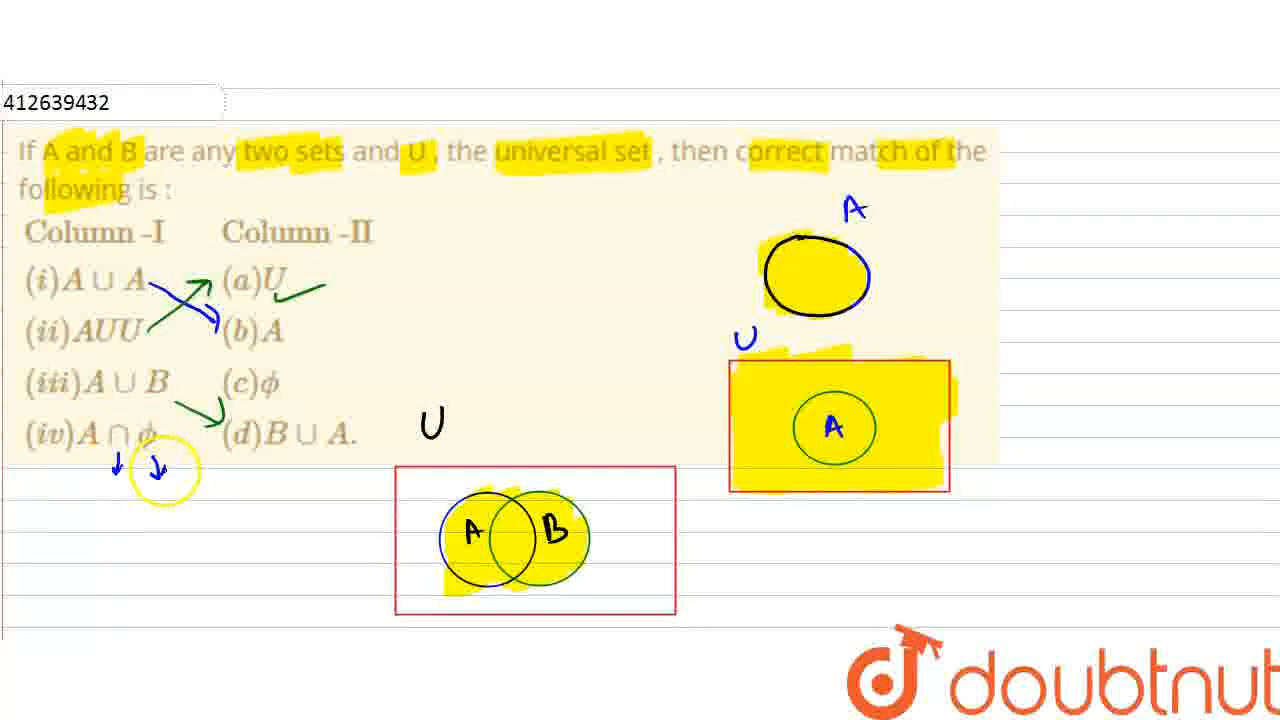 412639432
If A and B are any two sets and U , the universal set , then correct match of the
following is :
Column -I Column -II
(i)A ∪ A (a)U
(ii)AUU (b)A
(iii)A ∪ B (c)ϕ
(iv)A ∩ ϕ (d)B ∪ A.
A
U
A
U
A B
doubtnut